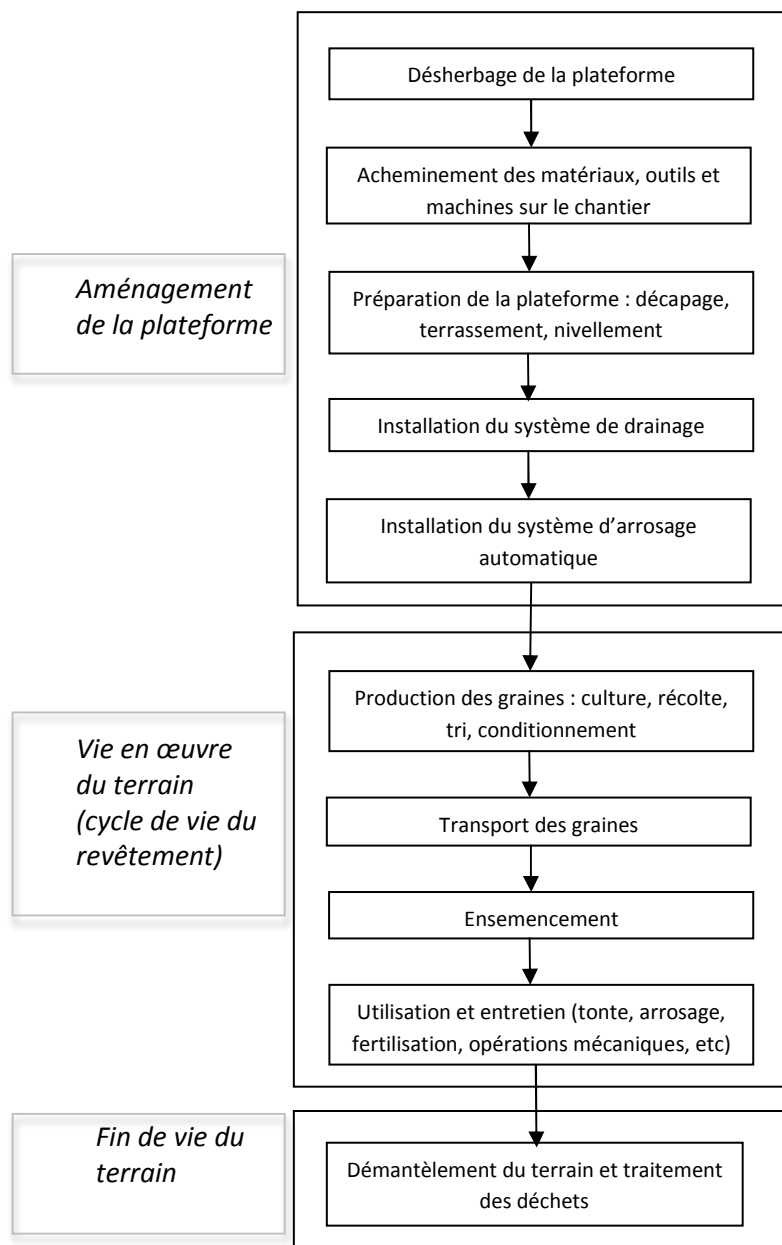 Désherbage de la plateforme
Acheminement des matériaux, outils et
machines sur le chantier
Aménagement
de la plateforme
Préparation de la plateforme : décapage,
terrassement, nivellement
Installation du système de drainage
Installation du système d’arrosage
automatique
Vie en œuvre
du terrain
(cycle de vie du
revêtement)
Production des graines : culture, récolte,
tri, conditionnement
Transport des graines
Ensemencement
Utilisation et entretien (tonte, arrosage,
fertilisation, opérations mécaniques, etc)
Fin de vie du
terrain
Démantèlement du terrain et traitement
des déchets